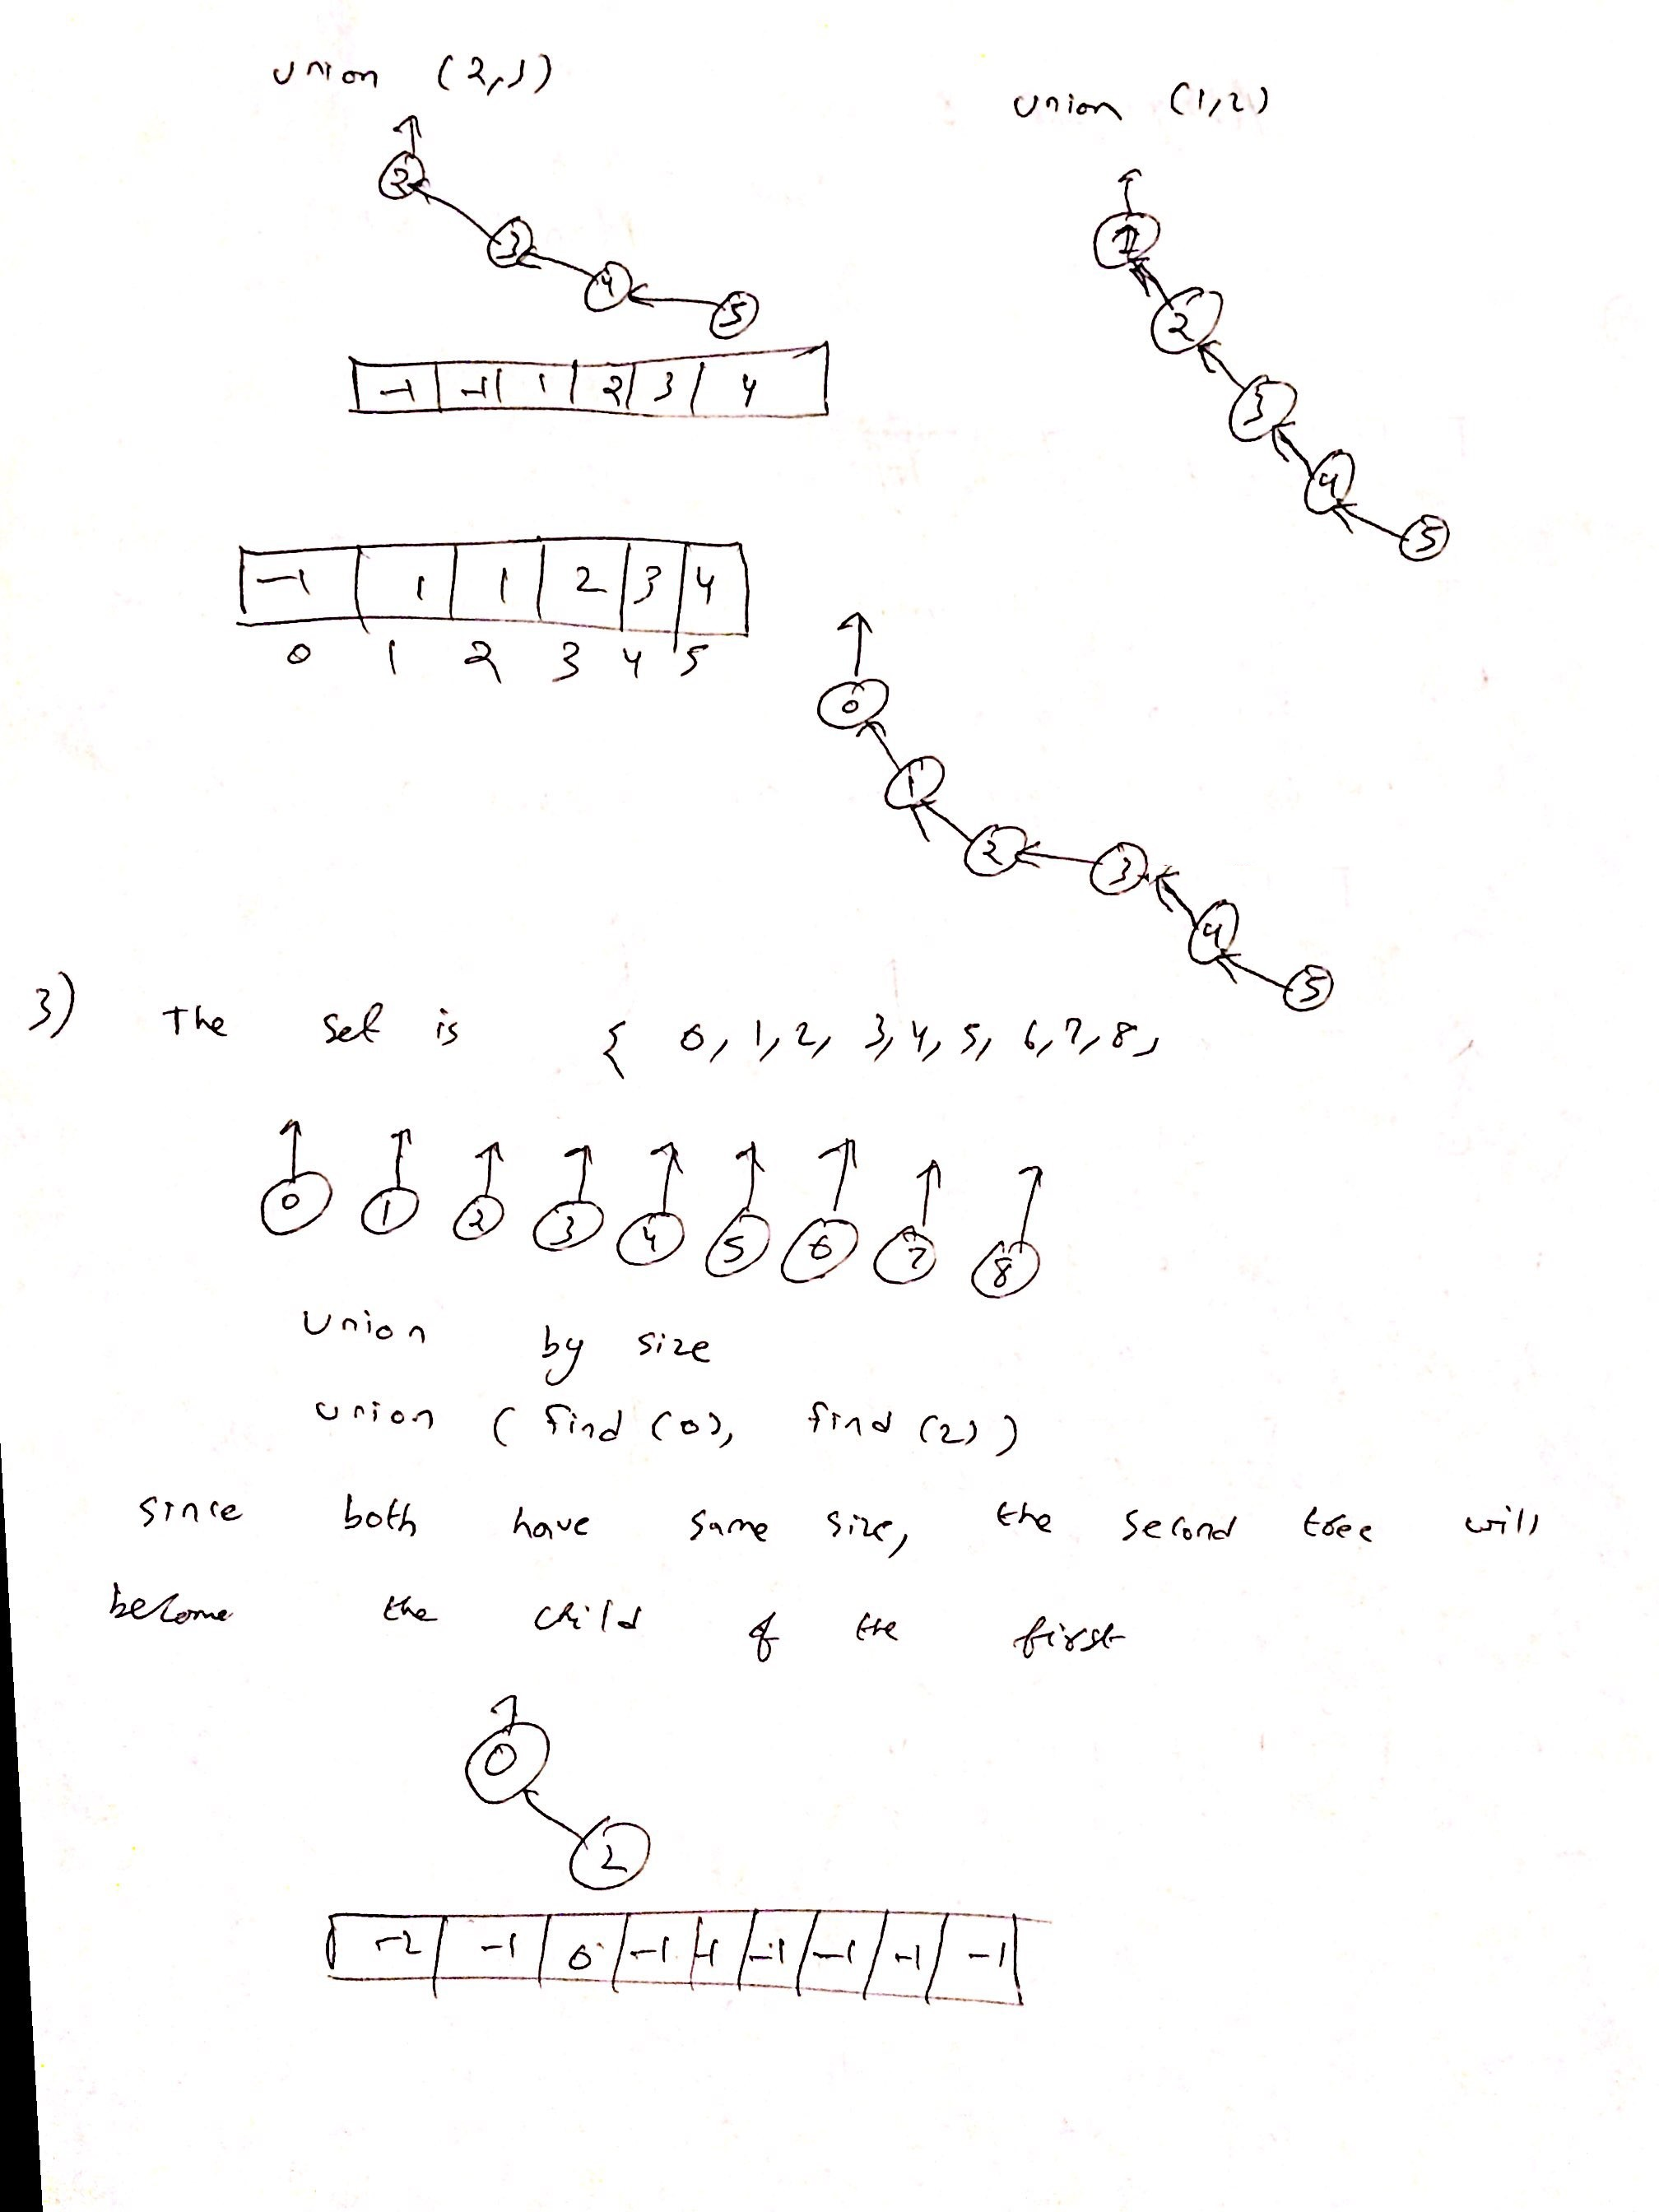 union (2,3)
union (1,2)
2
3
4
5
-1 -1 1 2 3 4
1
2
3
4
5
-1 1 1 2 3 4
0 1 2 3 4 5
0
1
2
3
4
5
3) The set is { 0, 1, 2, 3, 4, 5, 6, 7, 8,
0 1 2 3 4 5 6 7 8
Union by size
union ( find (0), find (2) )
since both have same size, the second tree will
become the child of the first
0
2
-2 -1 0 -1 -1 -1 -1 -1 -1